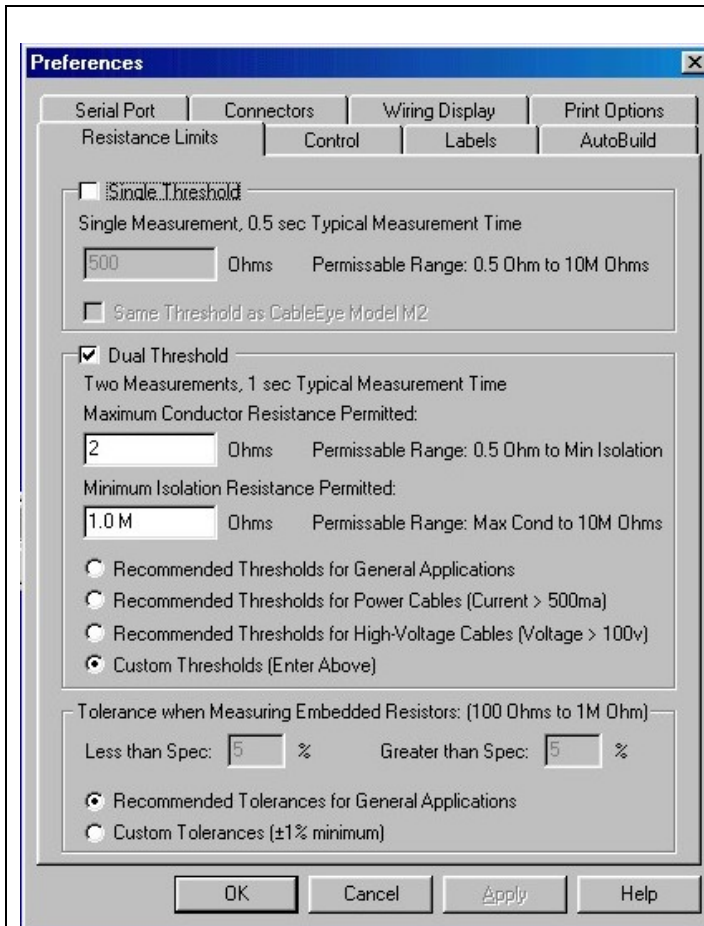 Preferences
Serial Port Connectors Wiring Display Print Options
Resistance Limits Control Labels AutoBuild
Single Threshold
Single Measurement, 0.5 sec Typical Measurement Time
500 Ohms Permissable Range: 0.5 Ohm to 10M Ohms
Same Threshold as CableEye Model M2
Dual Threshold
Two Measurements, 1 sec Typical Measurement Time
Maximum Conductor Resistance Permitted:
2 Ohms Permissable Range: 0.5 Ohm to Min Isolation
Minimum Isolation Resistance Permitted:
1.0 M Ohms Permissable Range: Max Cond to 10M Ohms
Recommended Thresholds for General Applications
Recommended Thresholds for Power Cables (Current > 500ma)
Recommended Thresholds for High-Voltage Cables (Voltage > 100v)
Custom Thresholds (Enter Above)
Tolerance when Measuring Embedded Resistors: (100 Ohms to 1M Ohm)
Less than Spec: 5 % Greater than Spec: 5 %
Recommended Tolerances for General Applications
Custom Tolerances (±1% minimum)
OK Cancel Apply Help